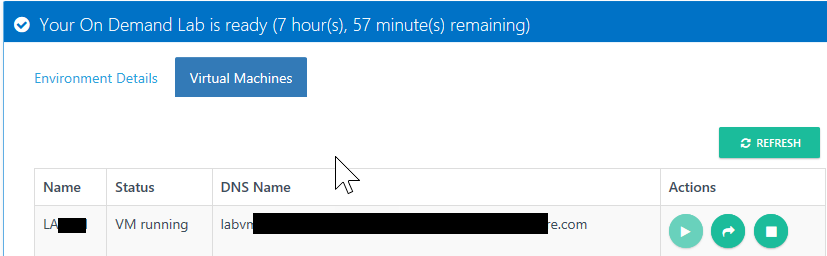 Your On Demand Lab is ready (7 hour(s), 57 minute(s) remaining)
Environment Details Virtual Machines
REFRESH
Name Status DNS Name Actions
VM running